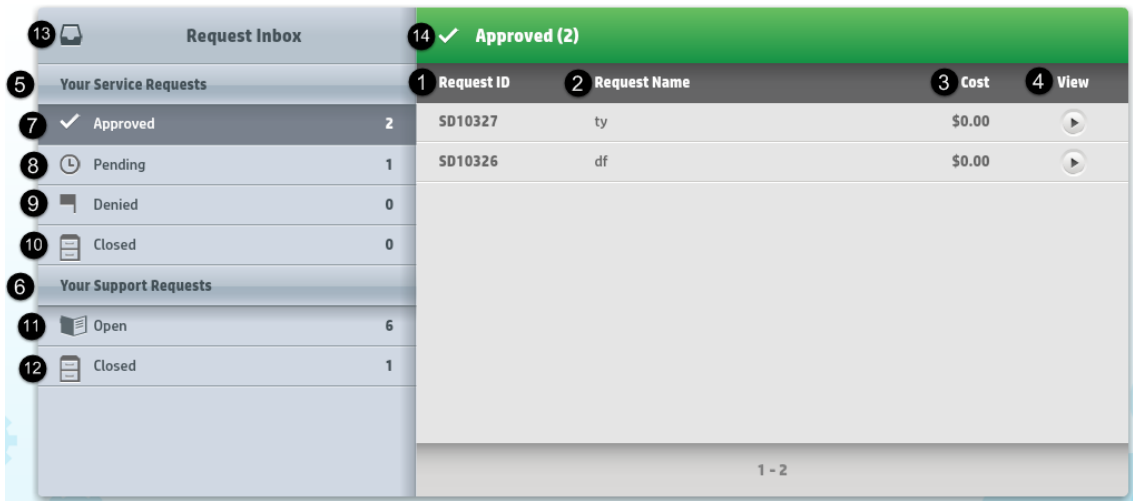 13 Request Inbox
14 Approved (2)
5 Your Service Requests
1 Request ID 2 Request Name 3 Cost 4 View
7 Approved 2
SD10327 ty $0.00
8 Pending 1
SD10326 df $0.00
9 Denied 0
10 Closed 0
6 Your Support Requests
11 Open 6
12 Closed 1
1 - 2